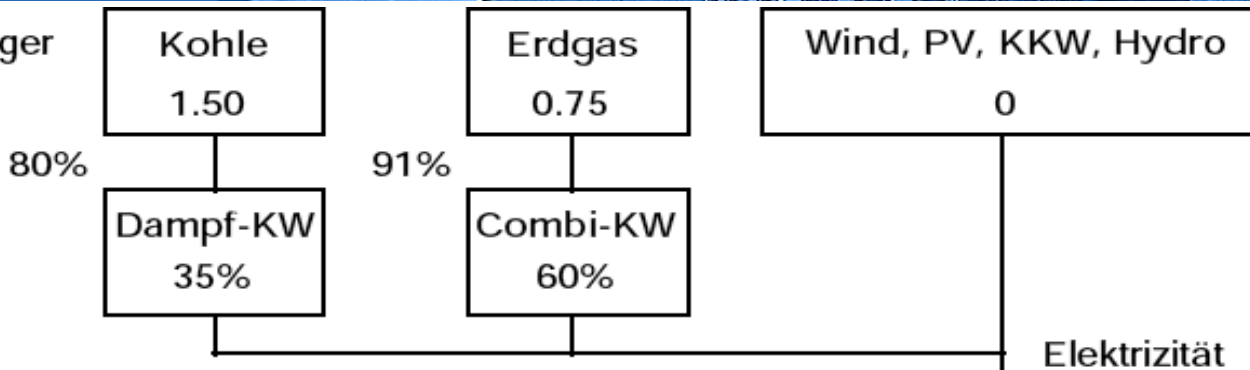 Kohle
1.50
Erdgas
0.75
Wind, PV, KKW, Hydro
0
80%
91%
Dampf-KW
35%
Combi-KW
60%
Elektrizität